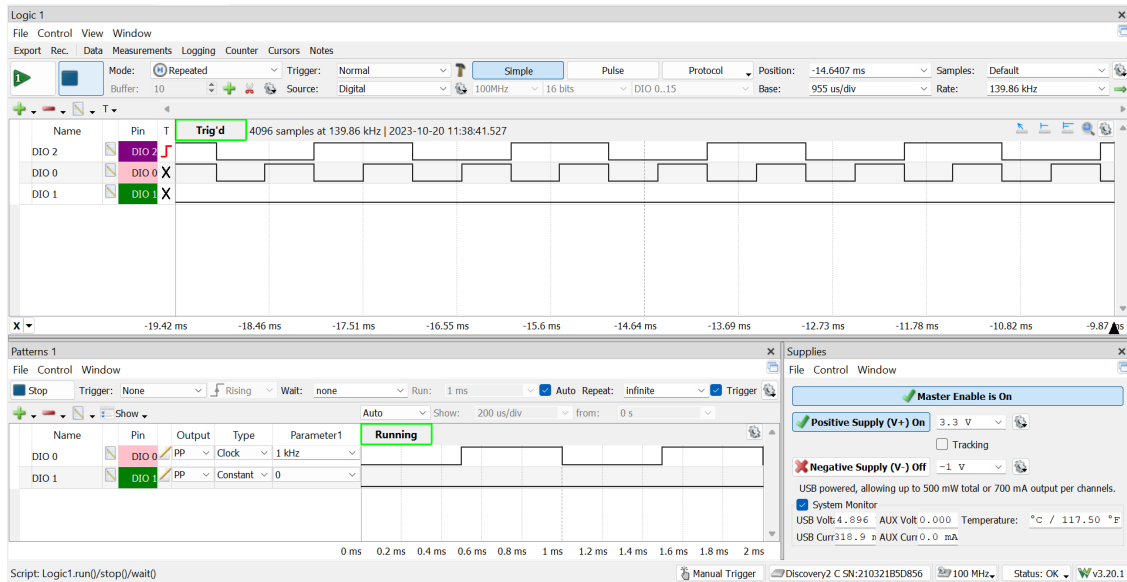 Logic 1
File Control View Window
Export Rec. Data Measurements Logging Counter Cursors Notes
Mode: Repeated Trigger: Normal Simple Pulse Protocol Position: -14.6407 ms Samples: Default
Buffer: 10 Source: Digital 100MHz 16 bits DIO 0..15 Base: 955 us/div Rate: 139.86 kHz
T
Name Pin T Trig'd 4096 samples at 139.86 kHz | 2023-10-20 11:38:41.527
DIO 2 DIO 2
DIO 0 DIO 0 X
DIO 1 DIO 1 X
X -19.42 ms -18.46 ms -17.51 ms -16.55 ms -15.6 ms -14.64 ms -13.69 ms -12.73 ms -11.78 ms -10.82 ms -9.87 ms
Patterns 1
File Control Window
Stop Trigger: None Rising Wait: none Run: 1 ms Auto Repeat: infinite Trigger
Show Auto Show: 200 us/div from: 0 s
Name Pin Output Type Parameter1 Running
DIO 0 DIO 0 PP Clock 1 kHz
DIO 1 DIO 1 PP Constant 0
0 ms 0.2 ms 0.4 ms 0.6 ms 0.8 ms 1 ms 1.2 ms 1.4 ms 1.6 ms 1.8 ms 2 ms
Supplies
File Control Window
Master Enable is On
Positive Supply (V+) On 3.3 V
Tracking
Negative Supply (V-) Off -1 V
USB powered, allowing up to 500 mW total or 700 mA output per channels.
System Monitor
USB Volt 4.896 AUX Volt 0.000 Temperature: °C / 117.50 °F
USB Curr 318.9 AUX Curr 0.0 mA
Script: Logic1.run()/stop()/wait() Manual Trigger Discovery2 C SN:210321B5D856 100 MHz Status: OK v3.20.1